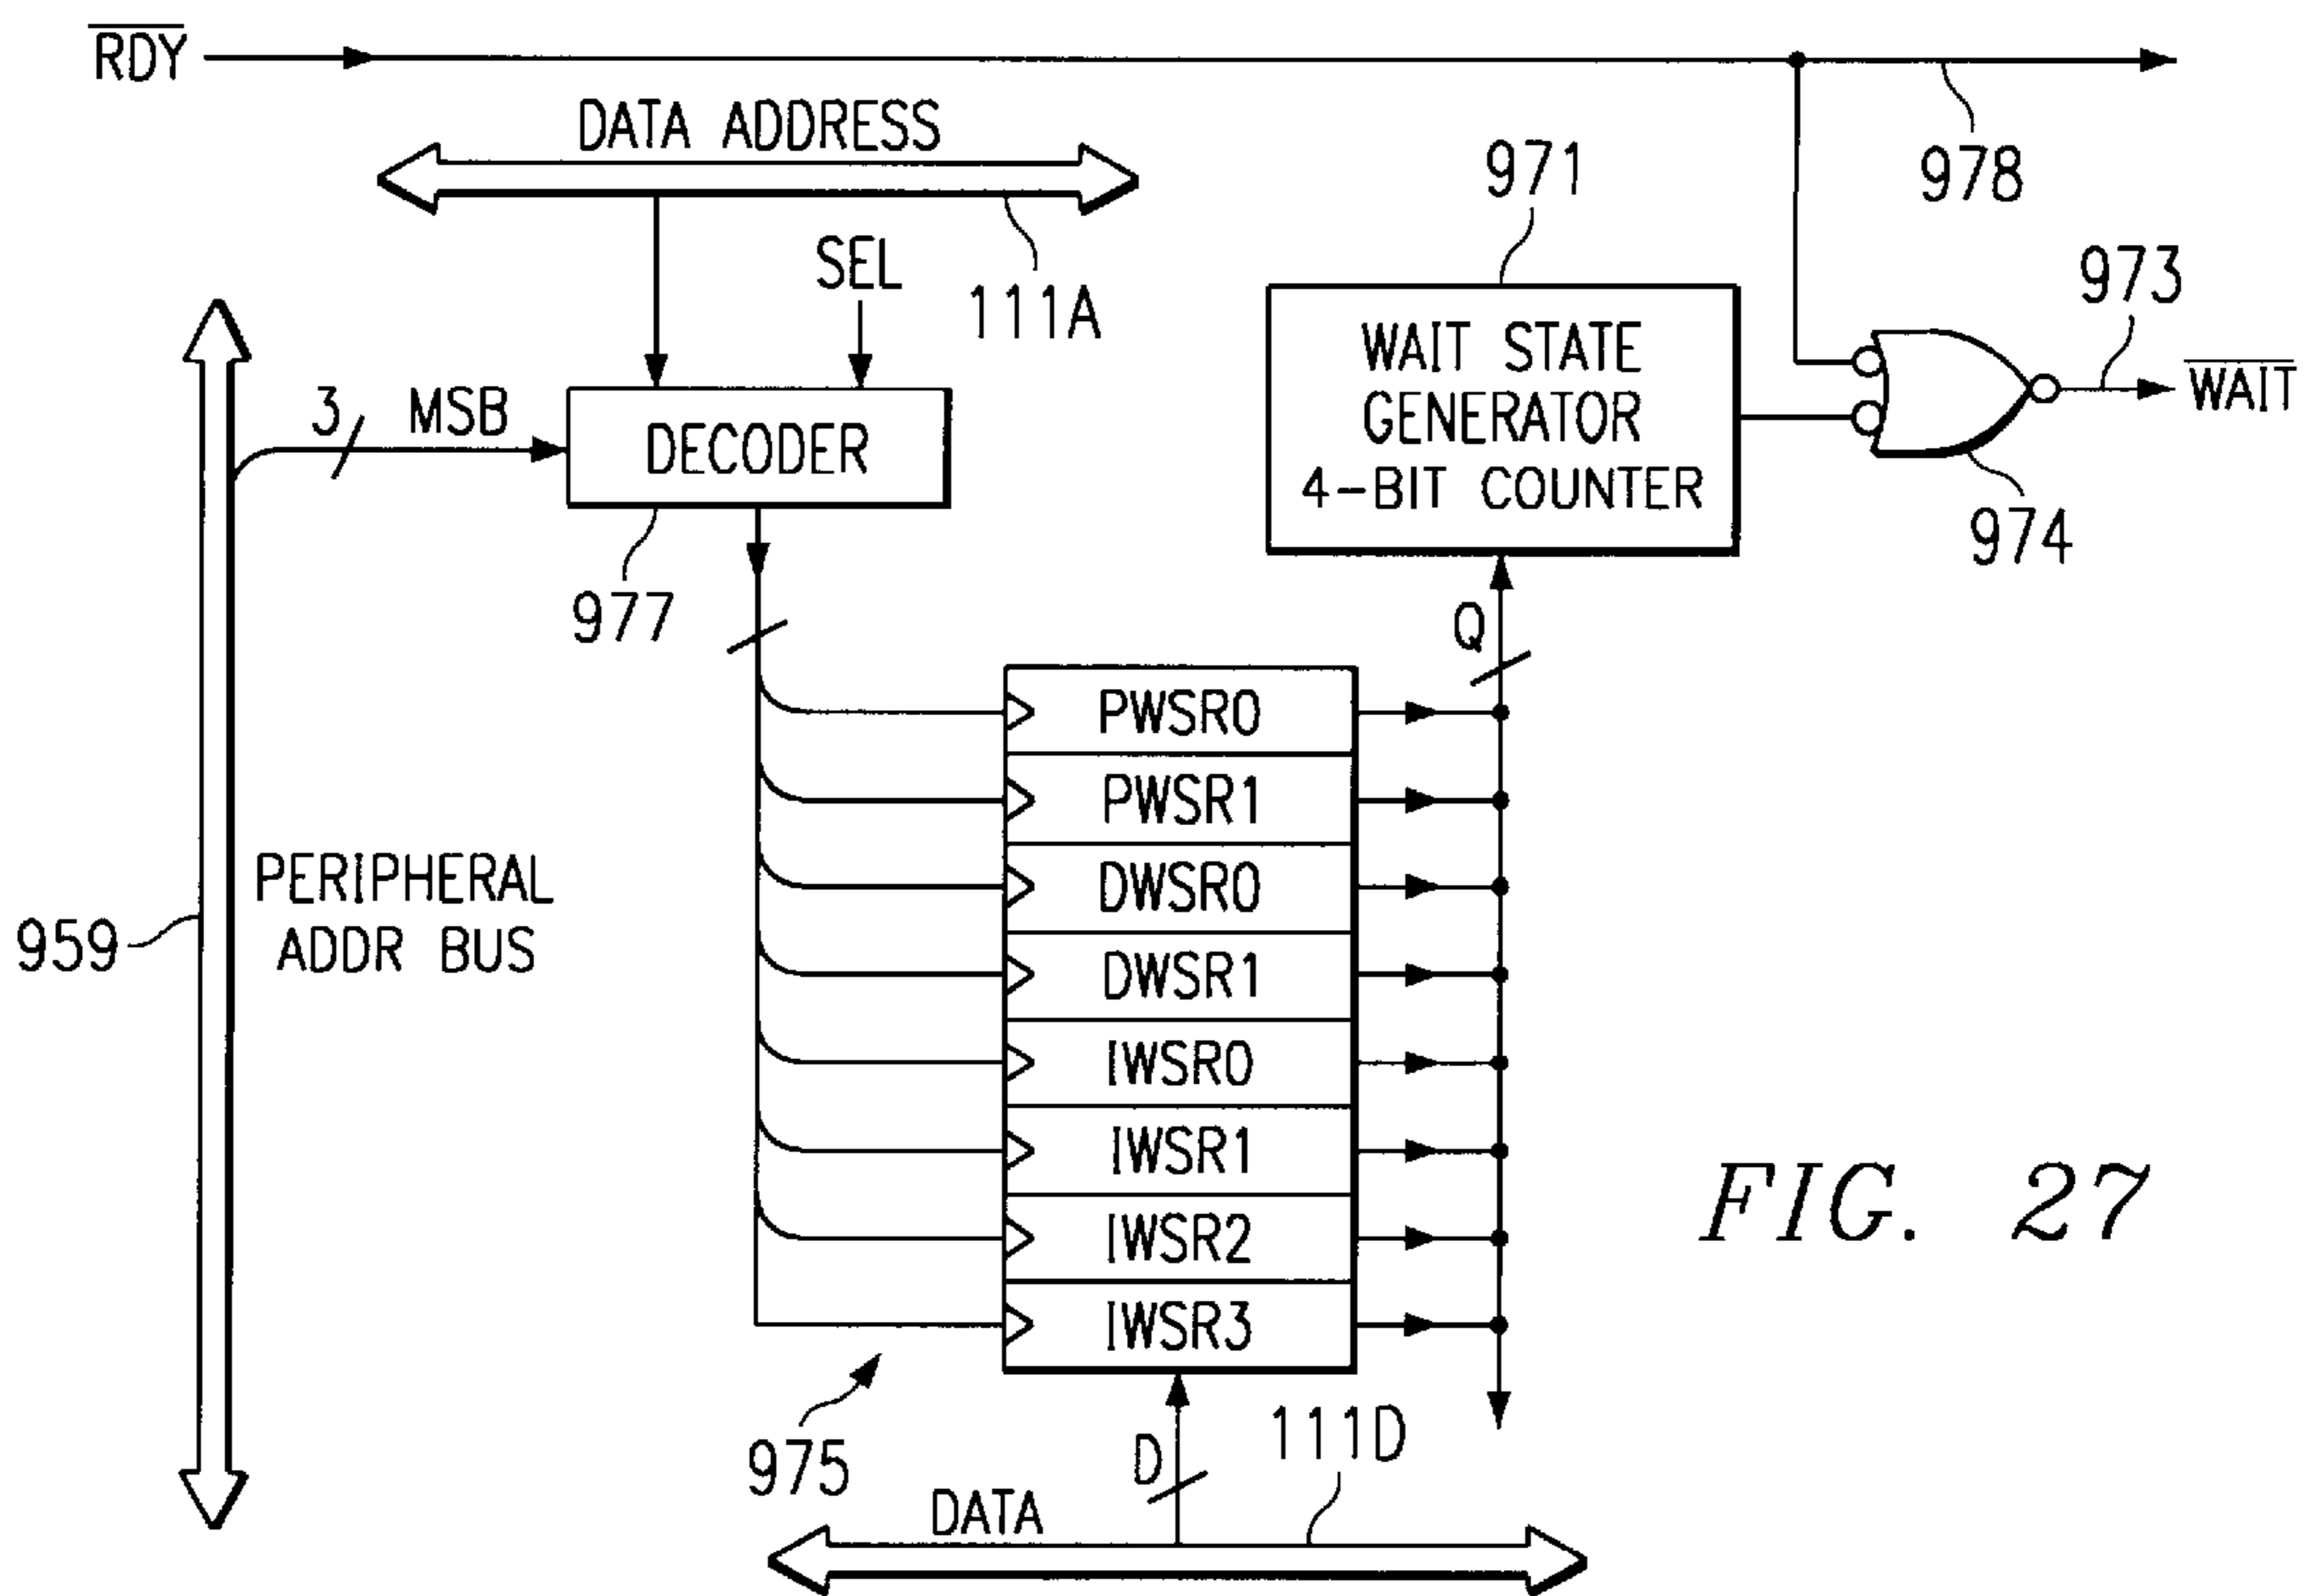 RDY
DATA ADDRESS
971
978
SEL
111A
973
WAIT STATE
GENERATOR
4-BIT COUNTER
WAIT
3
MSB
DECODER
974
977
Q
PWSR0
PWSR1
DWSR0
DWSR1
IWSR0
IWSR1
IWSR2
IWSR3
PERIPHERAL
ADDR BUS
959
FIG. 27
975
D
111D
DATA